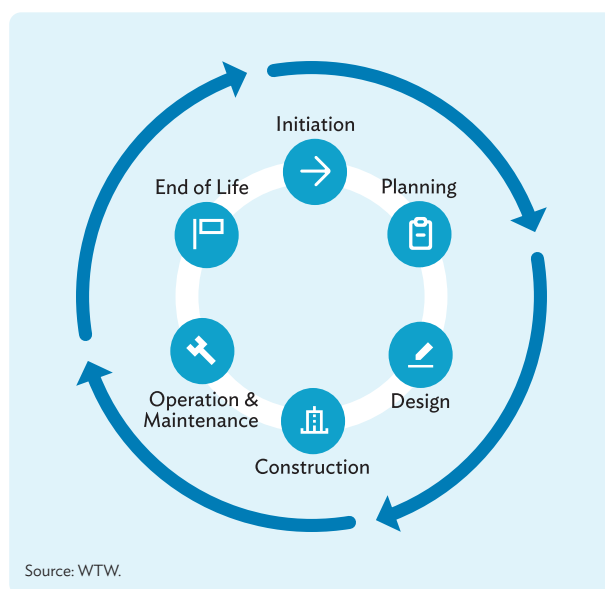 Initiation
Planning
Design
Construction
Operation &
Maintenance
End of Life
Source: WTW.